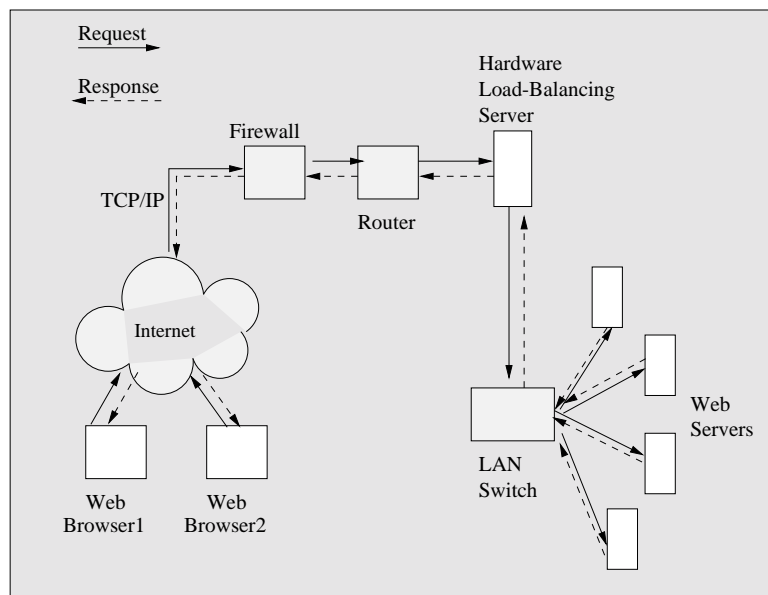 Request
Response
Hardware
Load-Balancing
Server
Firewall
TCP/IP
Router
Internet
Web
Servers
LAN
Switch
Web
Browser1
Web
Browser2